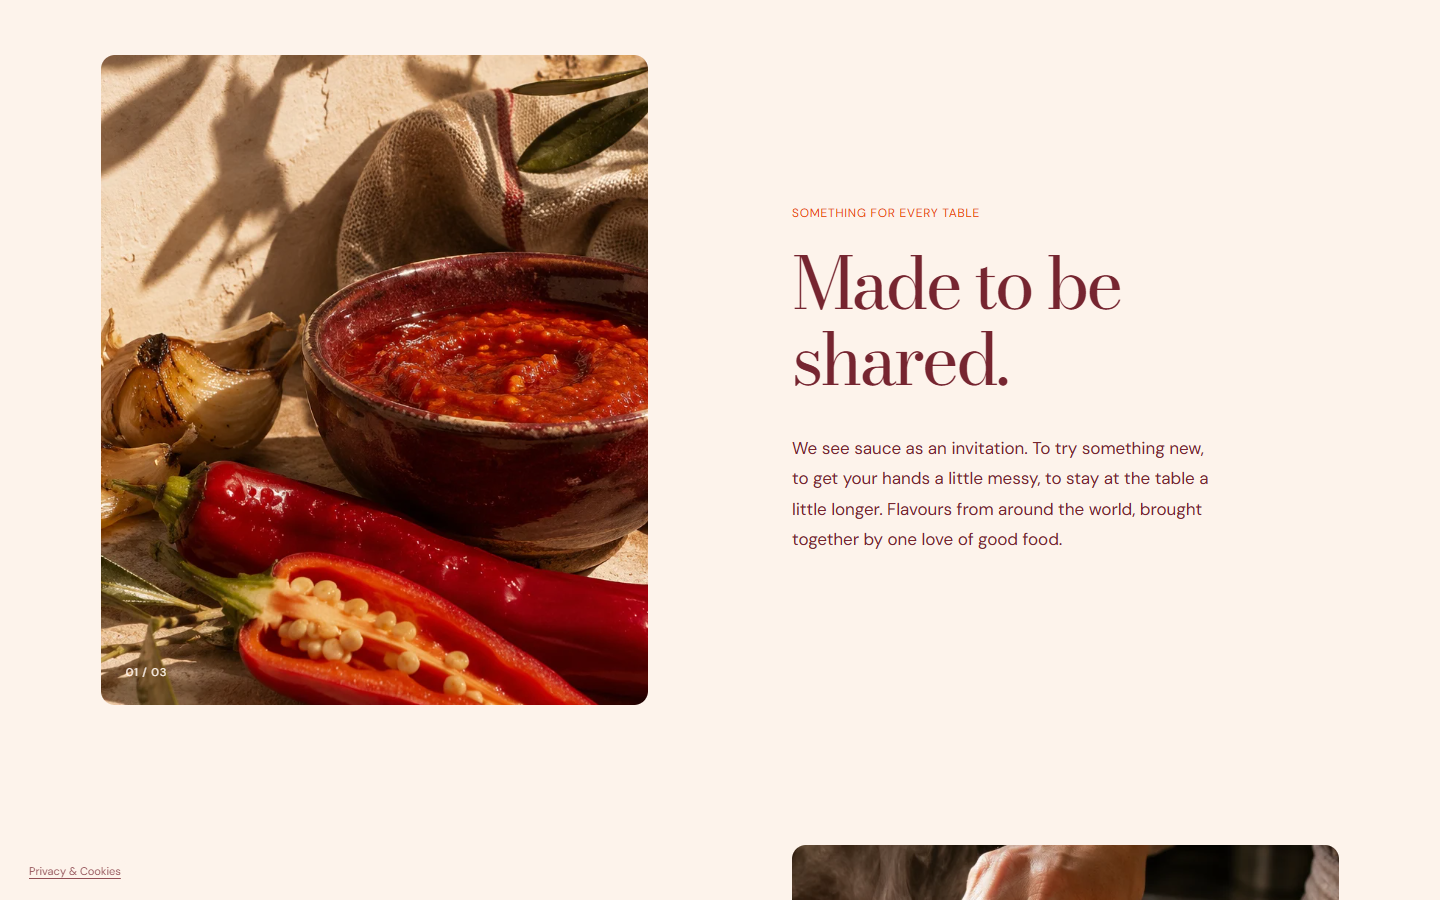 SOMETHING FOR EVERY TABLE
Made to be
shared.
We see sauce as an invitation. To try something new,
to get your hands a little messy, to stay at the table a
little longer. Flavours from around the world, brought
together by one love of good food.
01 / 03
Privacy & Cookies